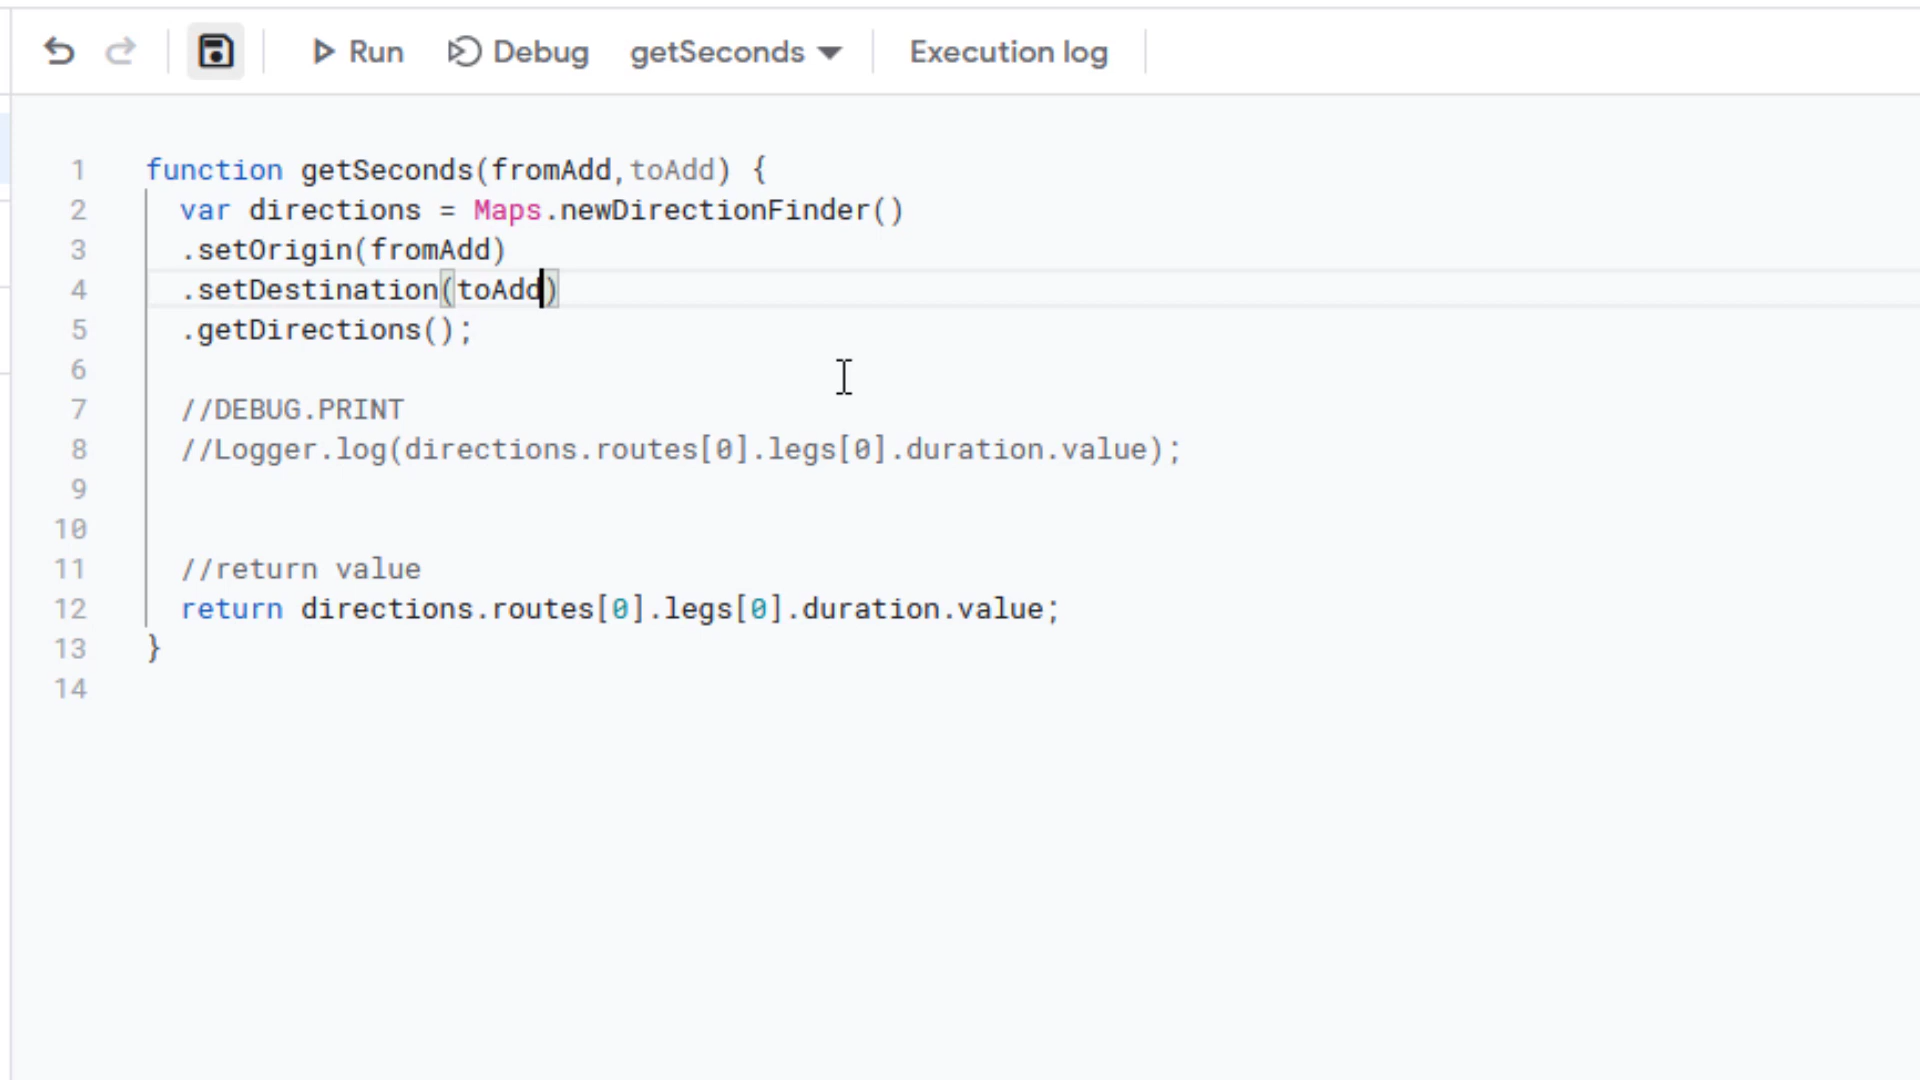 Run Debug getSeconds Execution log
1 function getSeconds(fromAdd,toAdd) {
2 var directions = Maps.newDirectionFinder()
3 .setOrigin(fromAdd)
4 .setDestination(toAdd)
5 .getDirections();
6
7 //DEBUG.PRINT
8 //Logger.log(directions.routes[0].legs[0].duration.value);
9
10
11 //return value
12 return directions.routes[0].legs[0].duration.value;
13 }
14